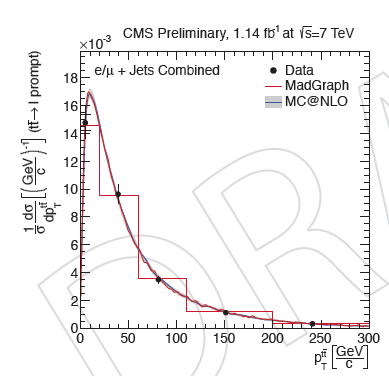 CMS Preliminary, 1.14 fb⁻¹ at √s=7 TeV
×10⁻³
e/μ + Jets Combined
Data
MadGraph
MC@NLO
1/σ dσ/dp_T^{tt̄} [(GeV/c)⁻¹] (tt̄→l prompt)
18
16
14
12
10
8
6
4
2
0
0 50 100 150 200 250 300
p_T^{tt̄} [GeV/c]